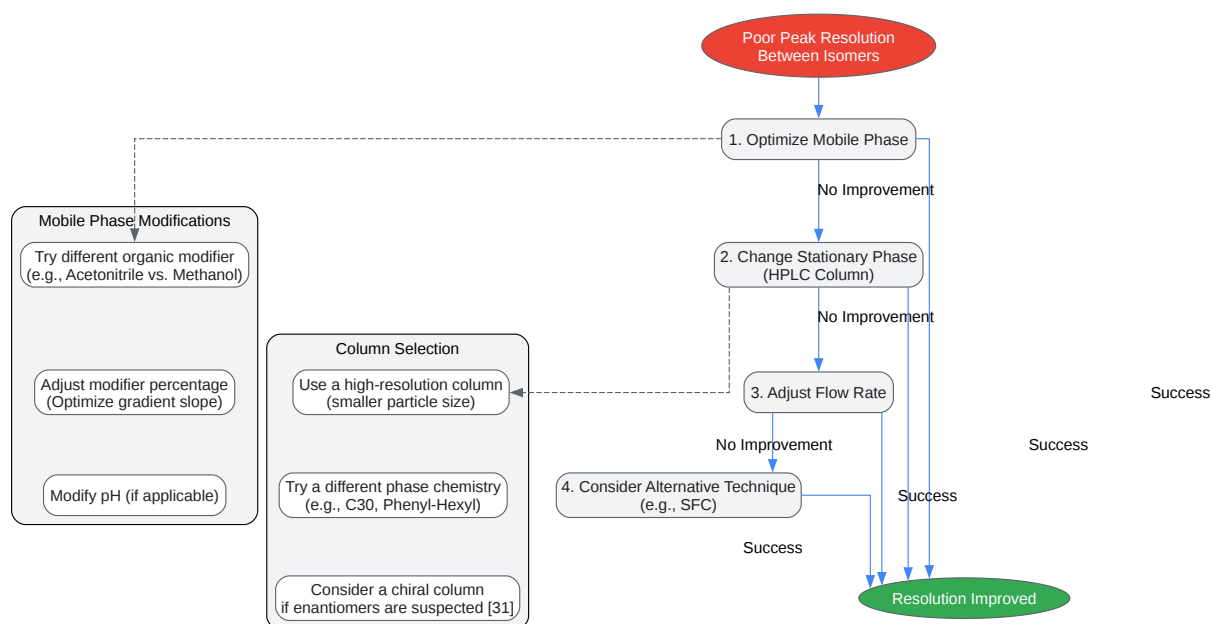 Poor Peak Resolution
Between Isomers
1. Optimize Mobile Phase
No Improvement
Mobile Phase Modifications
Try different organic modifier
(e.g., Acetonitrile vs. Methanol)
2. Change Stationary Phase
(HPLC Column)
No Improvement
Column Selection
Adjust modifier percentage
(Optimize gradient slope)
Use a high-resolution column
(smaller particle size)
3. Adjust Flow Rate
Success
No Improvement
Success
Modify pH (if applicable)
Try a different phase chemistry
(e.g., C30, Phenyl-Hexyl)
4. Consider Alternative Technique
(e.g., SFC)
Success
Success
Consider a chiral column
if enantiomers are suspected [31]
Resolution Improved